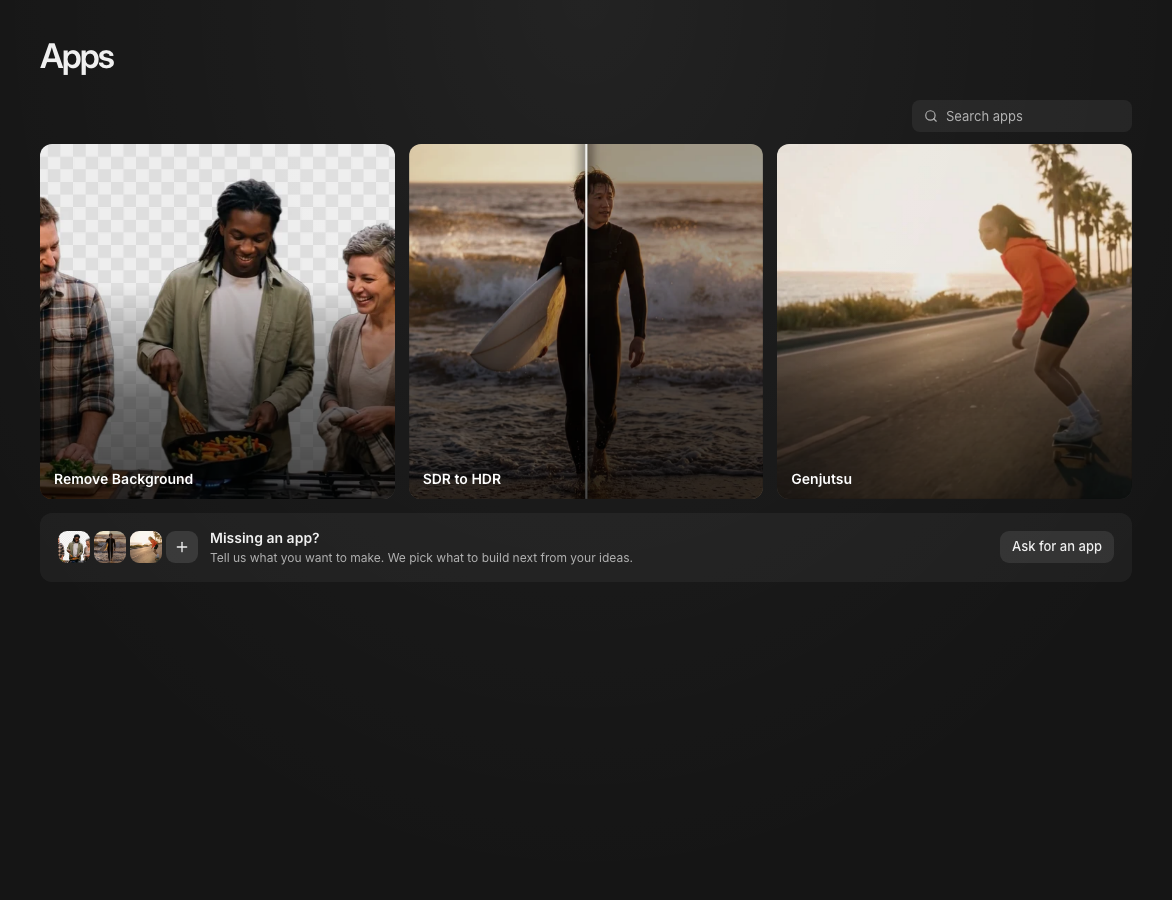 Apps
Search apps
Remove Background
SDR to HDR
Genjutsu
Missing an app?
Tell us what you want to make. We pick what to build next from your ideas.
Ask for an app